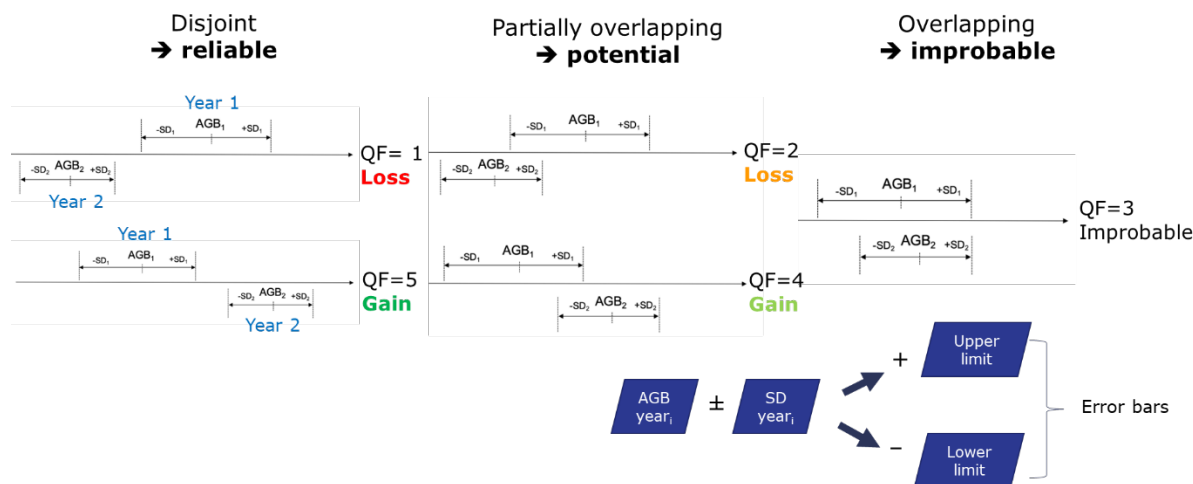 Disjoint
➔ reliable
Partially overlapping
➔ potential
Overlapping
➔ improbable
Year 1
-SD₁ AGB₁ +SD₁
-SD₂ AGB₂ +SD₂
Year 2
QF= 1
Loss
-SD₁ AGB₁ +SD₁
-SD₂ AGB₂ +SD₂
QF=2
Loss
-SD₁ AGB₁ +SD₁
-SD₂ AGB₂ +SD₂
QF=3
Improbable
Year 1
-SD₁ AGB₁ +SD₁
-SD₂ AGB₂ +SD₂
Year 2
QF=5
Gain
-SD₁ AGB₁ +SD₁
-SD₂ AGB₂ +SD₂
QF=4
Gain
AGB
yearᵢ
±
SD
yearᵢ
+
Upper
limit
–
Lower
limit
Error bars